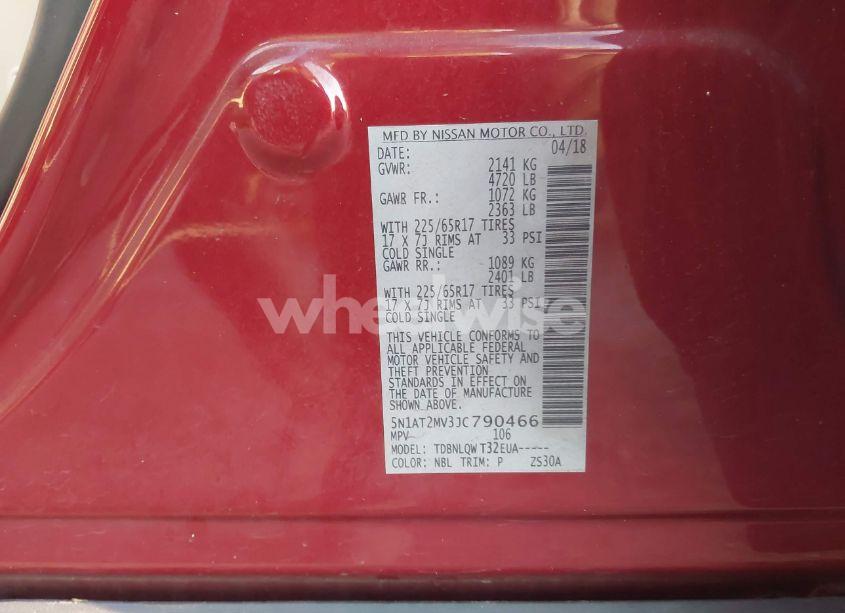 MFD BY NISSAN MOTOR CO., LTD.
DATE: 04/18
GVWR: 2141 KG
4720 LB
GAWR FR.: 1072 KG
2363 LB
WITH 225/65R17 TIRES
17 X 7J RIMS AT 33 PSI
COLD SINGLE
GAWR RR.: 1089 KG
2401 LB
WITH 225/65R17 TIRES
17 X 7J RIMS AT 33 PSI
COLD SINGLE
wheelwise
THIS VEHICLE CONFORMS TO
ALL APPLICABLE FEDERAL
MOTOR VEHICLE SAFETY AND
THEFT PREVENTION
STANDARDS IN EFFECT ON
THE DATE OF MANUFACTURE
SHOWN ABOVE.
5N1AT2MV3JC790466
MPV 106
MODEL: TDBNLQW T32EUA-----
COLOR: NBL TRIM: P ZS30A